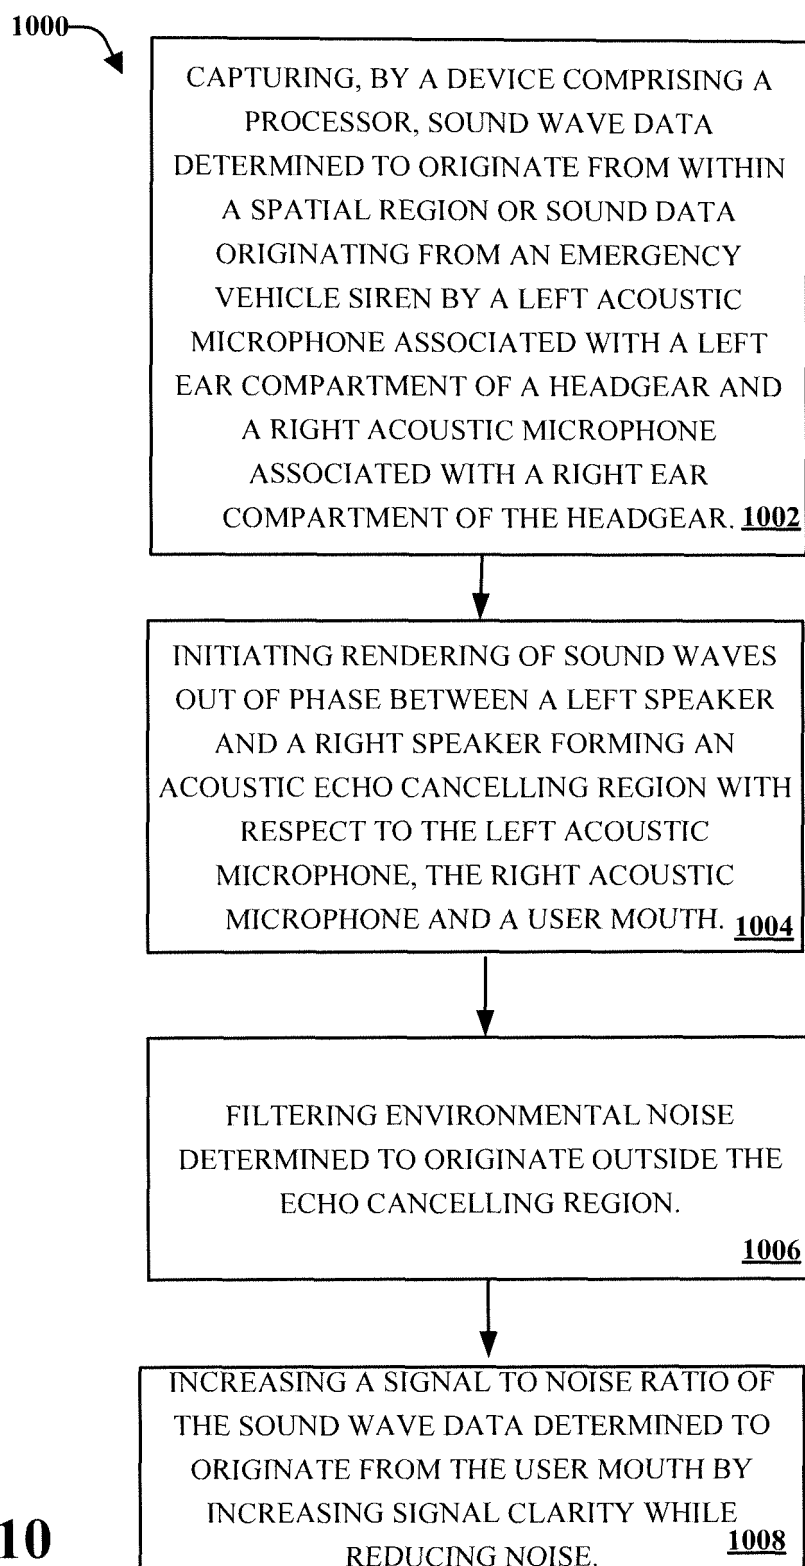 1000
CAPTURING, BY A DEVICE COMPRISING A
PROCESSOR, SOUND WAVE DATA
DETERMINED TO ORIGINATE FROM WITHIN
A SPATIAL REGION OR SOUND DATA
ORIGINATING FROM AN EMERGENCY
VEHICLE SIREN BY A LEFT ACOUSTIC
MICROPHONE ASSOCIATED WITH A LEFT
EAR COMPARTMENT OF A HEADGEAR AND
A RIGHT ACOUSTIC MICROPHONE
ASSOCIATED WITH A RIGHT EAR
COMPARTMENT OF THE HEADGEAR. 1002
INITIATING RENDERING OF SOUND WAVES
OUT OF PHASE BETWEEN A LEFT SPEAKER
AND A RIGHT SPEAKER FORMING AN
ACOUSTIC ECHO CANCELLING REGION WITH
RESPECT TO THE LEFT ACOUSTIC
MICROPHONE, THE RIGHT ACOUSTIC
MICROPHONE AND A USER MOUTH. 1004
FILTERING ENVIRONMENTAL NOISE
DETERMINED TO ORIGINATE OUTSIDE THE
ECHO CANCELLING REGION.
1006
INCREASING A SIGNAL TO NOISE RATIO OF
THE SOUND WAVE DATA DETERMINED TO
ORIGINATE FROM THE USER MOUTH BY
INCREASING SIGNAL CLARITY WHILE
REDUCING NOISE. 1008
10